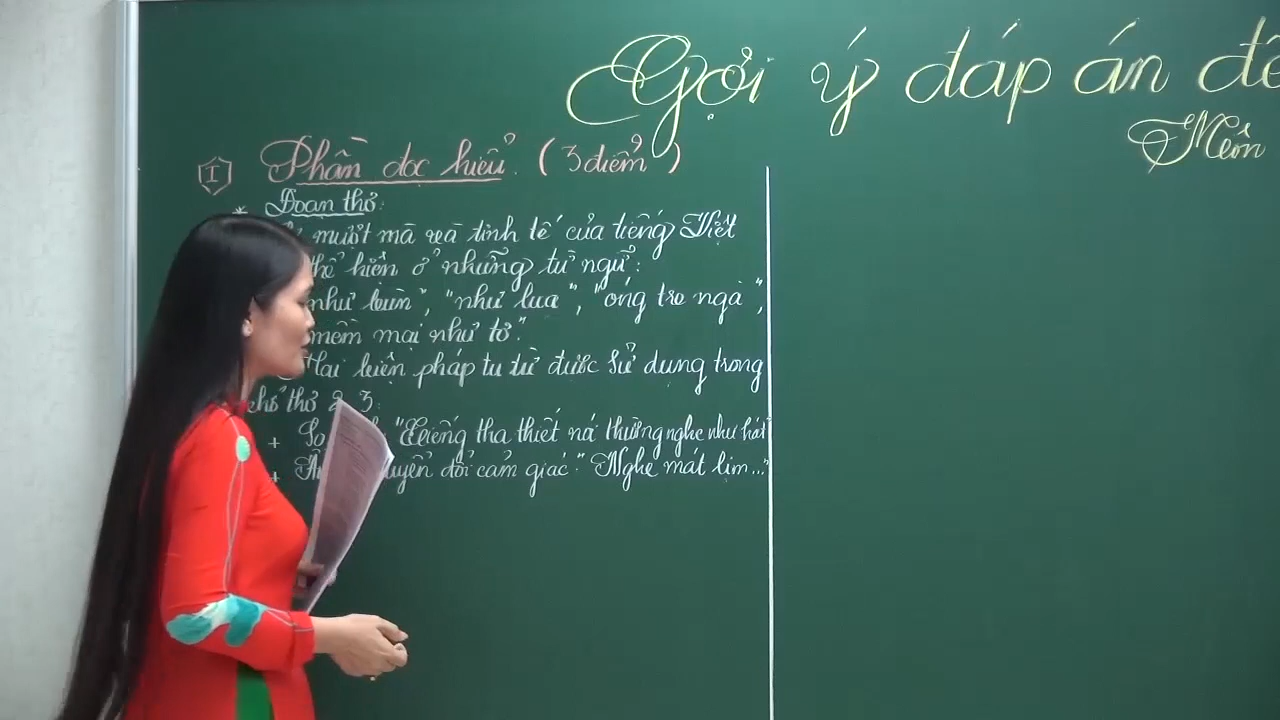 Gợi ý đáp án đề
Môn
I Phần đọc hiểu. (3 điểm)
* Đoạn thơ:
mượt mà và tinh tế của tiếng Việt
thể hiện ở những từ ngữ:
như bùn", "như lụa", "óng tre ngà",
mềm mại như tơ".
Hai biện pháp tu từ được sử dụng trong
khổ thơ 2, 3:
+ "Tiếng tha thiết nói thường nghe như hát"
+ chuyển đổi cảm giác: "Nghe mát lịm..."